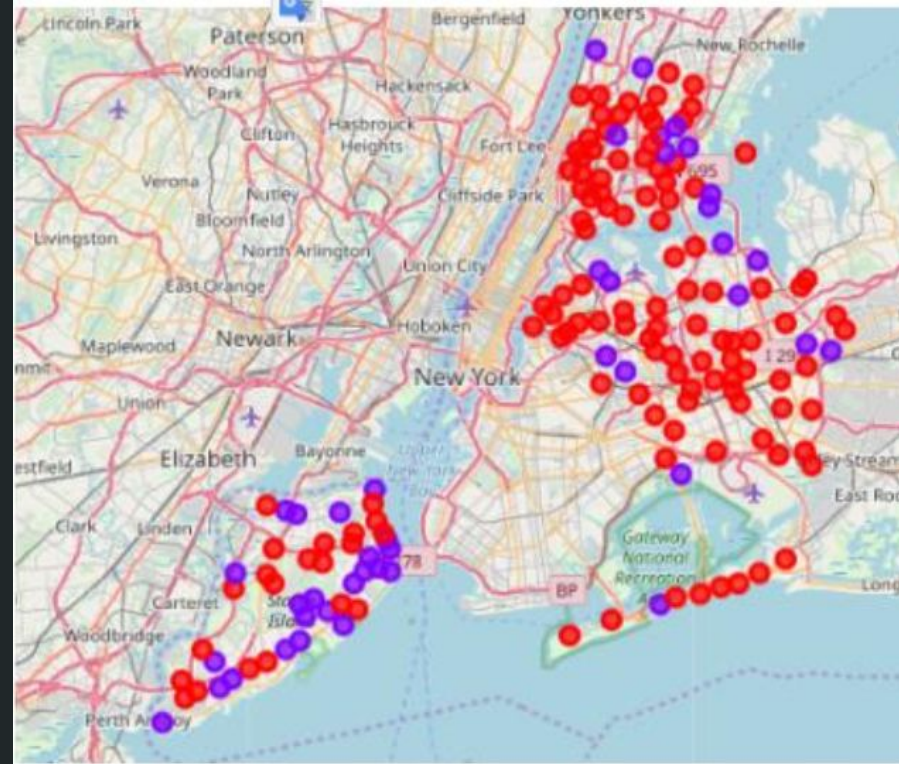 Lincoln Park
Yonkers
Bergenfield
Paterson
New Rochelle
Woodland
Park
Hackensack
Hasbrouck
Heights
Clifton
Fort Lee
695
Verona
Nutley
Cliffside Park
Bloomfield
Livingston
North Arlington
Union City
East Orange
Hoboken
Newark
Maplewood
I 29
New York
Union
Bayonne
Elizabeth
Upper
New York
Bay
Clark
Linden
East Roc
Gateway
National
Recreation
78
BP
Long
Carteret
Woodbridge
Perth Amboy